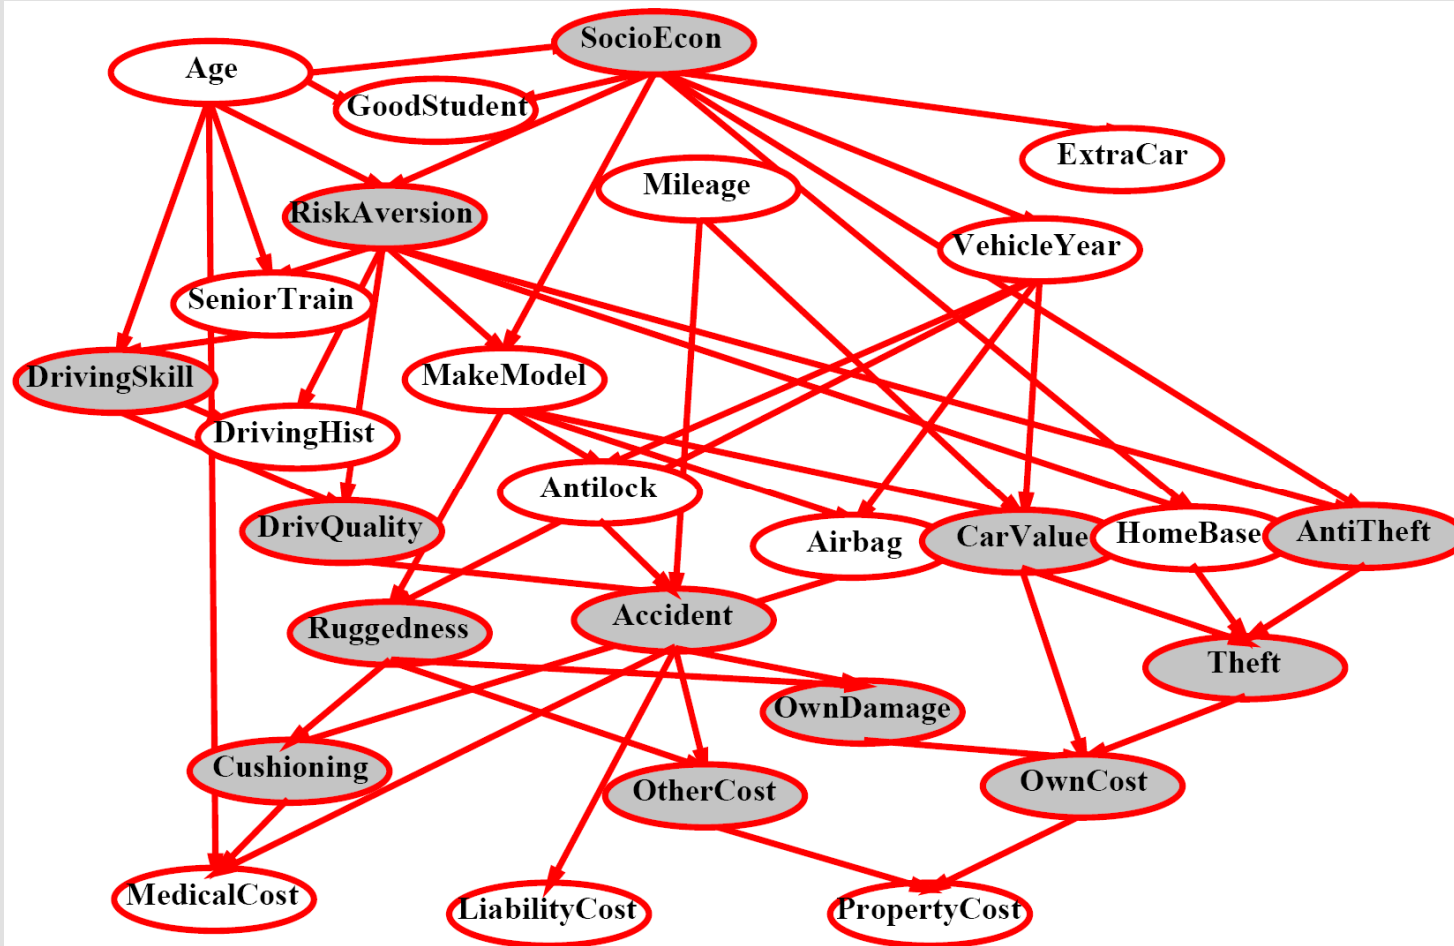 SocioEcon
Age
GoodStudent
ExtraCar
Mileage
RiskAversion
VehicleYear
SeniorTrain
DrivingSkill
MakeModel
DrivingHist
Antilock
DrivQuality
Airbag
CarValue
HomeBase
AntiTheft
Ruggedness
Accident
Theft
OwnDamage
Cushioning
OtherCost
OwnCost
MedicalCost
LiabilityCost
PropertyCost